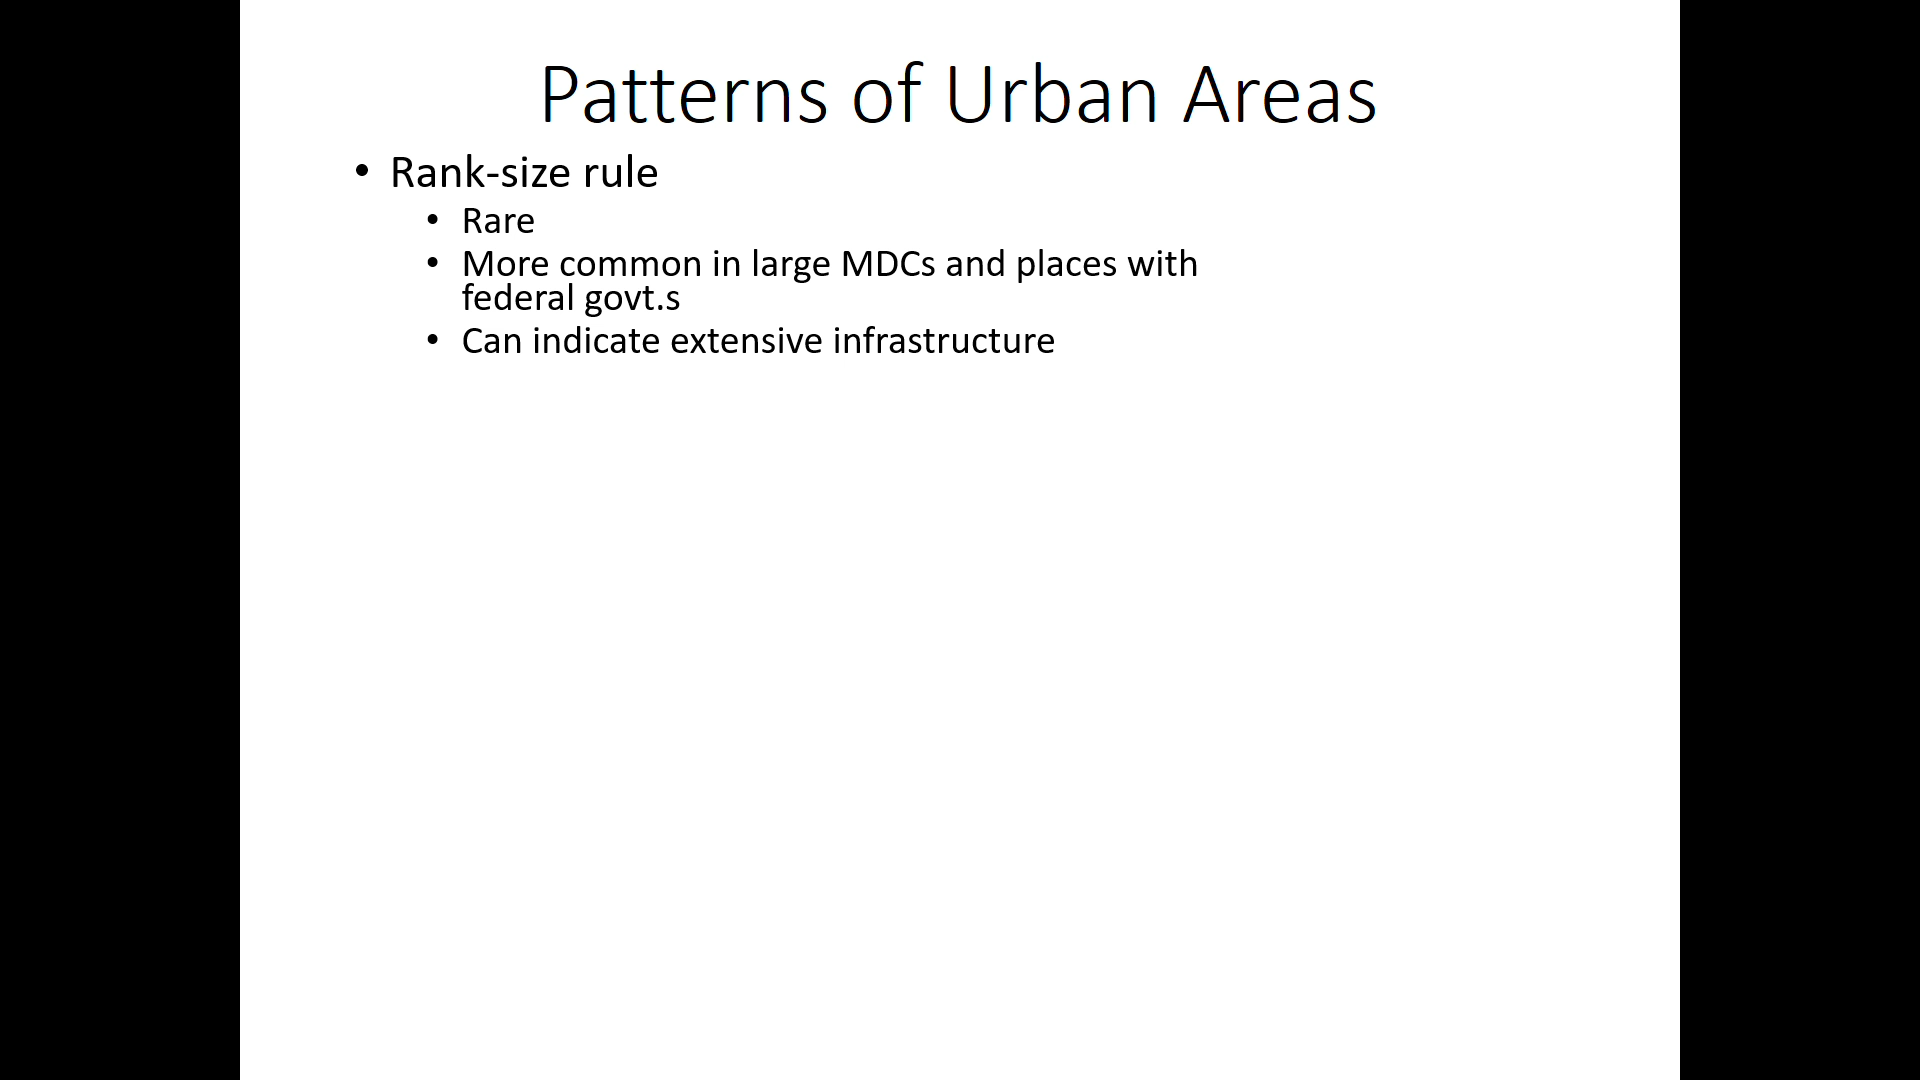 Patterns of Urban Areas
• Rank-size rule
• Rare
• More common in large MDCs and places with
federal govt.s
• Can indicate extensive infrastructure